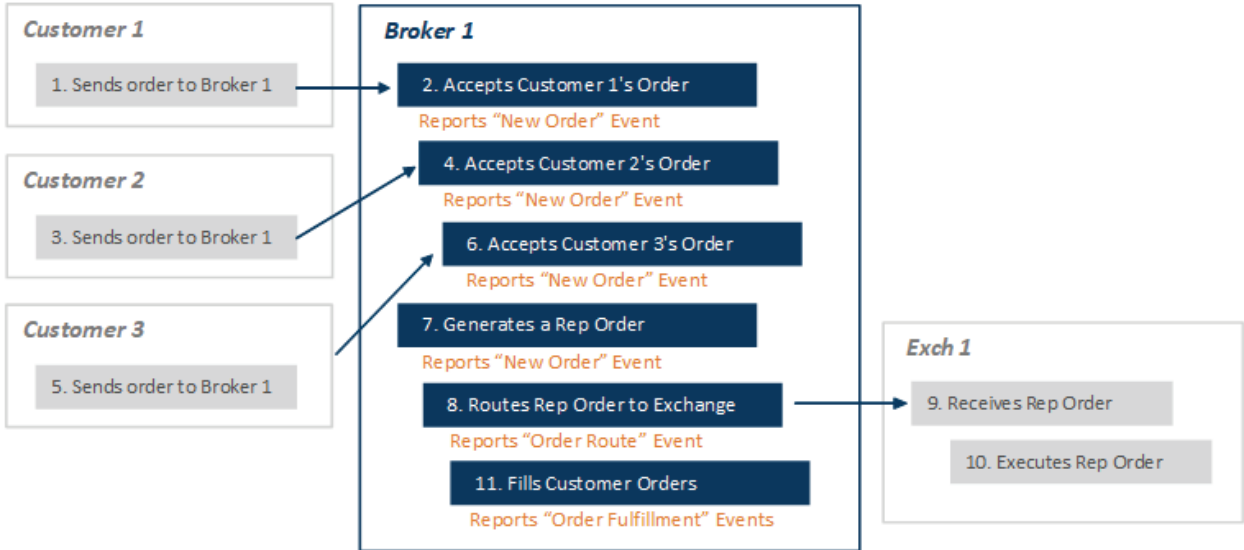 Customer 1
1. Sends order to Broker 1
Customer 2
3. Sends order to Broker 1
Customer 3
5. Sends order to Broker 1
Broker 1
2. Accepts Customer 1's Order
Reports “New Order” Event
4. Accepts Customer 2's Order
Reports “New Order” Event
6. Accepts Customer 3's Order
Reports “New Order” Event
7. Generates a Rep Order
Reports “New Order” Event
8. Routes Rep Order to Exchange
Reports “Order Route” Event
11. Fills Customer Orders
Reports “Order Fulfillment” Events
Exch 1
9. Receives Rep Order
10. Executes Rep Order